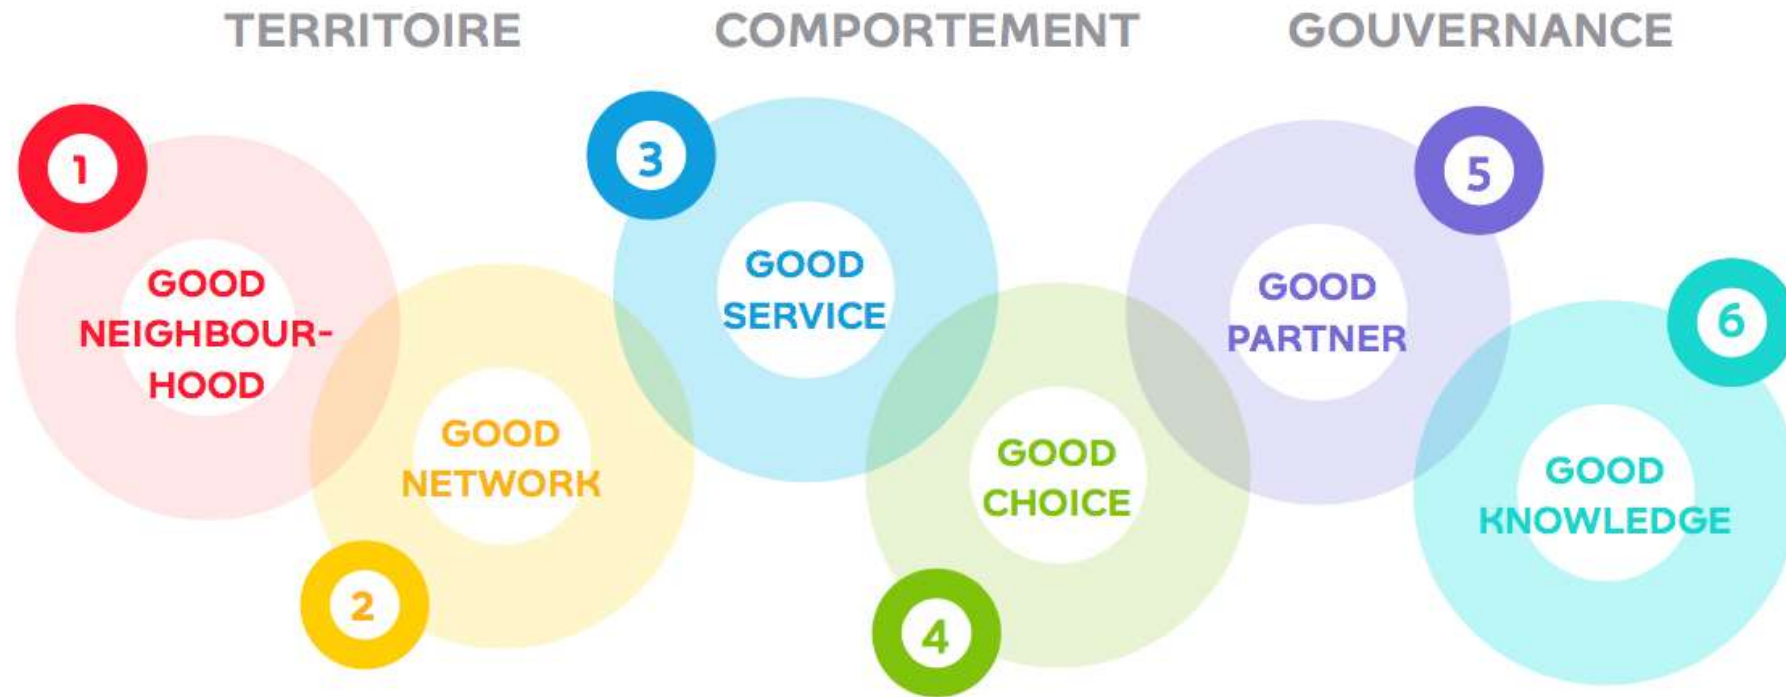 TERRITOIRE
COMPORTEMENT
GOUVERNANCE
1
GOOD
NEIGHBOUR-
HOOD
2
GOOD
NETWORK
3
GOOD
SERVICE
4
GOOD
CHOICE
5
GOOD
PARTNER
6
GOOD
KNOWLEDGE